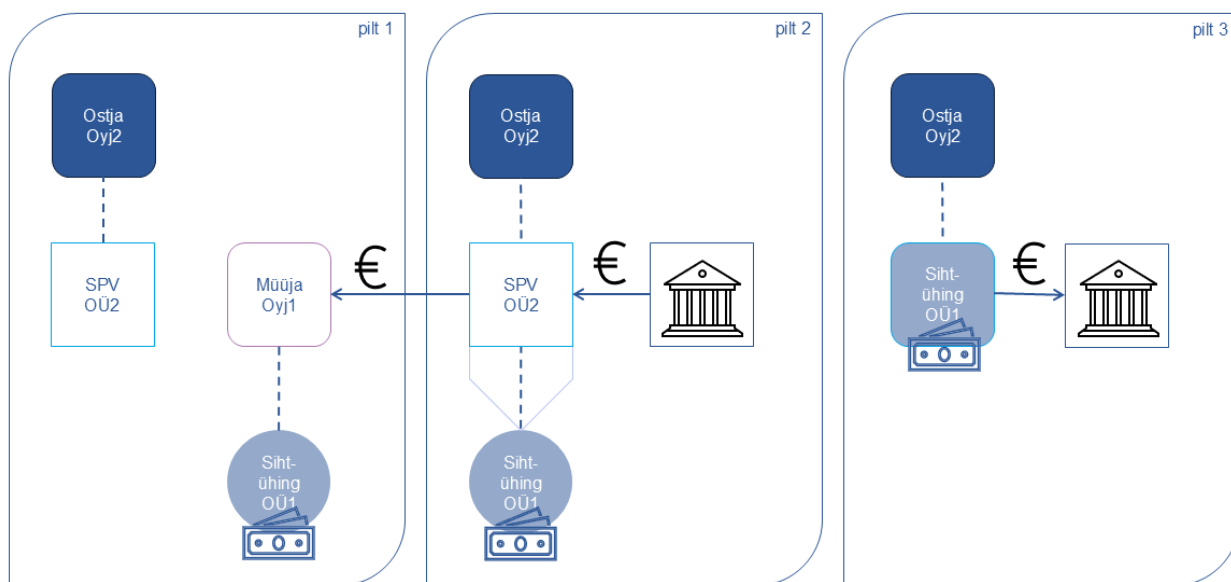 pilt 1
Ostja
Oyj2
SPV
OÜ2
Müüja
Oyj1
€
Siht-
ühing
OÜ1
pilt 2
Ostja
Oyj2
SPV
OÜ2
€
Siht-
ühing
OÜ1
pilt 3
Ostja
Oyj2
Siht-
ühing
OÜ1
€